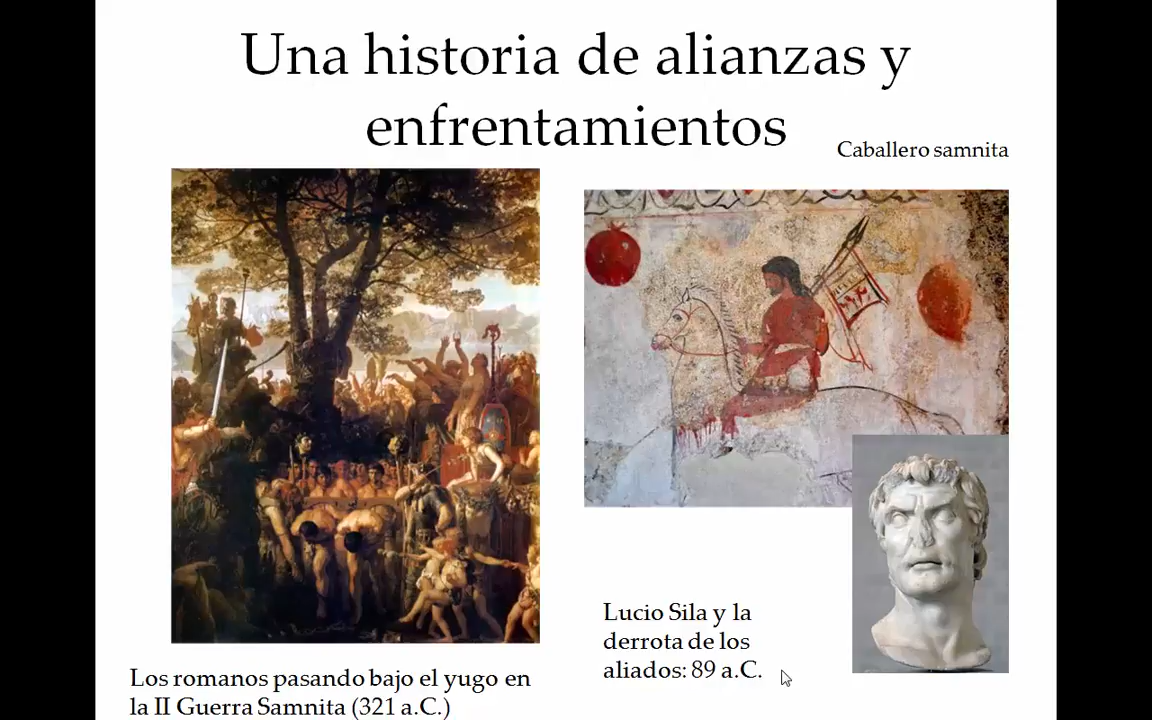 Una historia de alianzas y
enfrentamientos
Caballero samnita
Lucio Sila y la
derrota de los
aliados: 89 a.C.
Los romanos pasando bajo el yugo en
la II Guerra Samnita (321 a.C.)